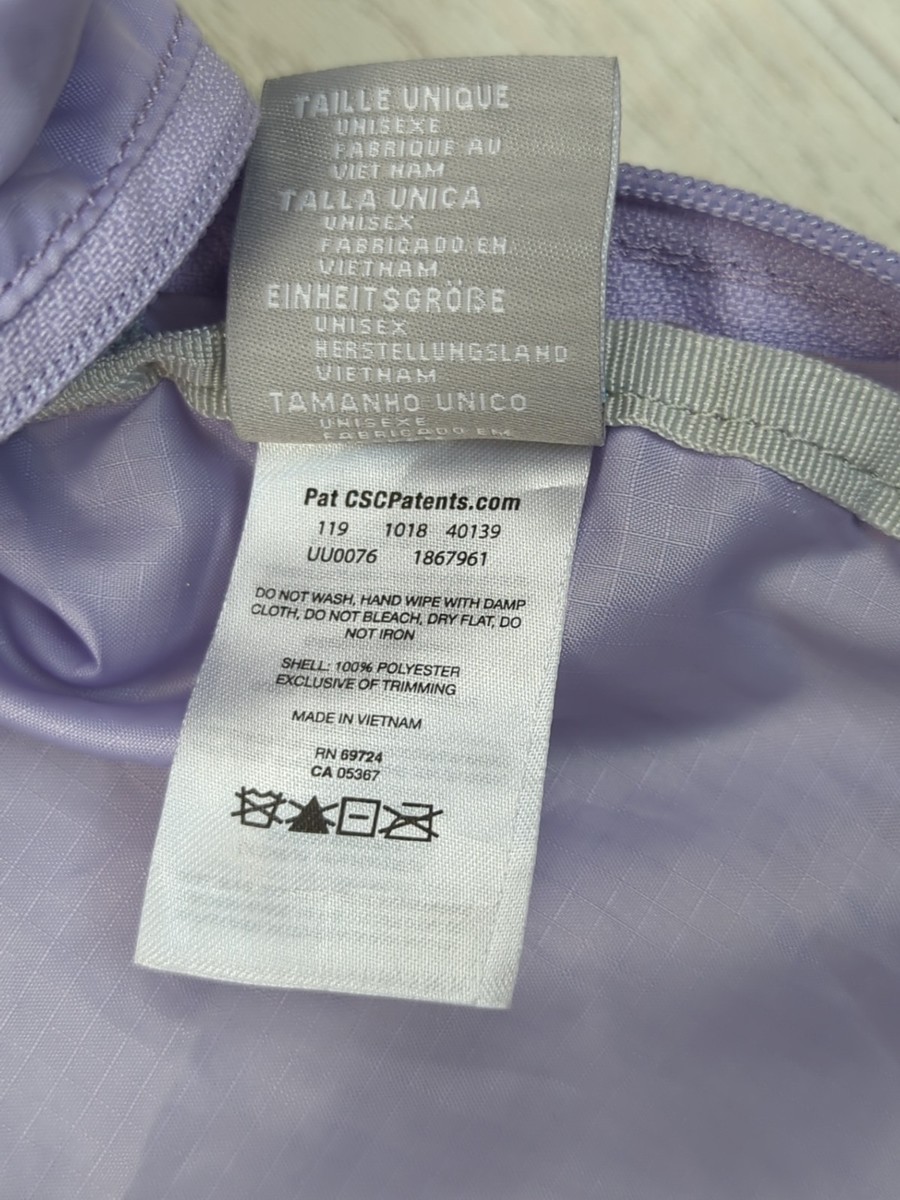 TAILLE UNIQUE
UNISEXE
FABRIQUE AU
VIET NAM
TALLA UNICA
UNISEX
FABRICADO EN
VIETNAM
EINHEITSGRÖßE
UNISEX
HERSTELLUNGSLAND
VIETNAM
TAMANHO UNICO
UNISEXE
FABRICADO EM
Pat CSCPatents.com
119 1018 40139
UU0076 1867961
DO NOT WASH, HAND WIPE WITH DAMP
CLOTH, DO NOT BLEACH, DRY FLAT, DO
NOT IRON
SHELL: 100% POLYESTER
EXCLUSIVE OF TRIMMING
MADE IN VIETNAM
RN 69724
CA 05367